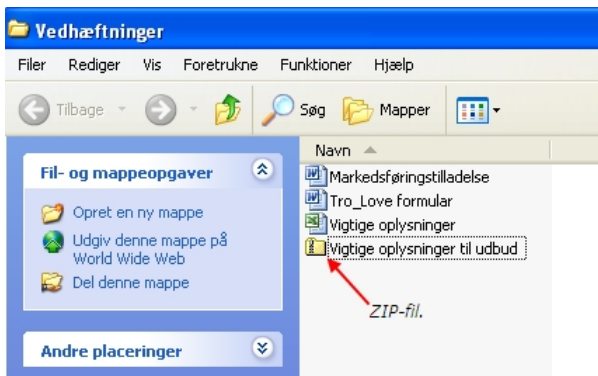 Vedhæftninger
Filer Rediger Vis Foretrukne Funktioner Hjælp
Tilbage Søg Mapper
Navn
Fil- og mappeopgaver
Opret en ny mappe
Udgiv denne mappe på
World Wide Web
Del denne mappe
Andre placeringer
Markedsføringstilladelse
Tro_Love formular
Vigtige oplysninger
Vigtige oplysninger til udbud
ZIP-fil.